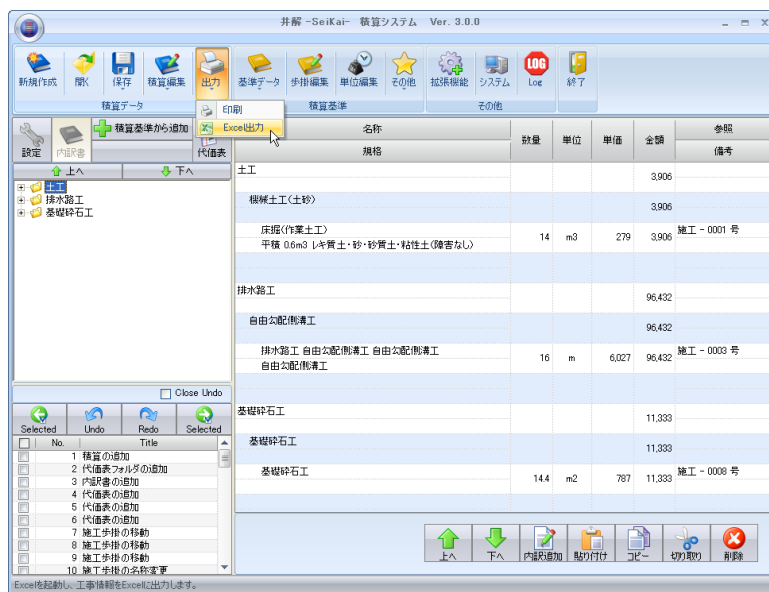 井解 -SeiKai- 積算システム Ver. 3.0.0
新規作成 開く 保存 積算編集 出力 基準データ 歩掛編集 単位編集 その他 拡張機能 システム LOG Log 終了
積算データ 積算基準 その他
印刷
Excel出力
設定 内訳書 積算基準から追加 代価表
上へ 下へ
土工
排水路工
基礎砕石工
名称 数量 単位 単価 金額 参照
規格 備考
土工 3,906
機械土工(土砂) 3,906
床掘(作業土工) 14 m3 279 3,906 施工 - 0001 号
平積 0.6m3 レキ質土・砂・砂質土・粘性土(障害なし)
排水路工 96,432
自由勾配側溝工 96,432
排水路工 自由勾配側溝工 自由勾配側溝工 16 m 6,027 96,432 施工 - 0003 号
自由勾配側溝工
基礎砕石工 11,333
基礎砕石工 11,333
基礎砕石工 14.4 m2 787 11,333 施工 - 0008 号
Close Undo
Selected Undo Redo Selected
No. Title
1 積算の追加
2 代価表フォルダの追加
3 内訳書の追加
4 代価表の追加
5 代価表の追加
6 代価表の追加
7 施工歩掛の移動
8 施工歩掛の移動
9 施工歩掛の移動
10 施工歩掛の名称変更
上へ 下へ 内訳追加 貼り付け コピー 切り取り 削除
Excelを起動し、工事情報をExcelに出力します。